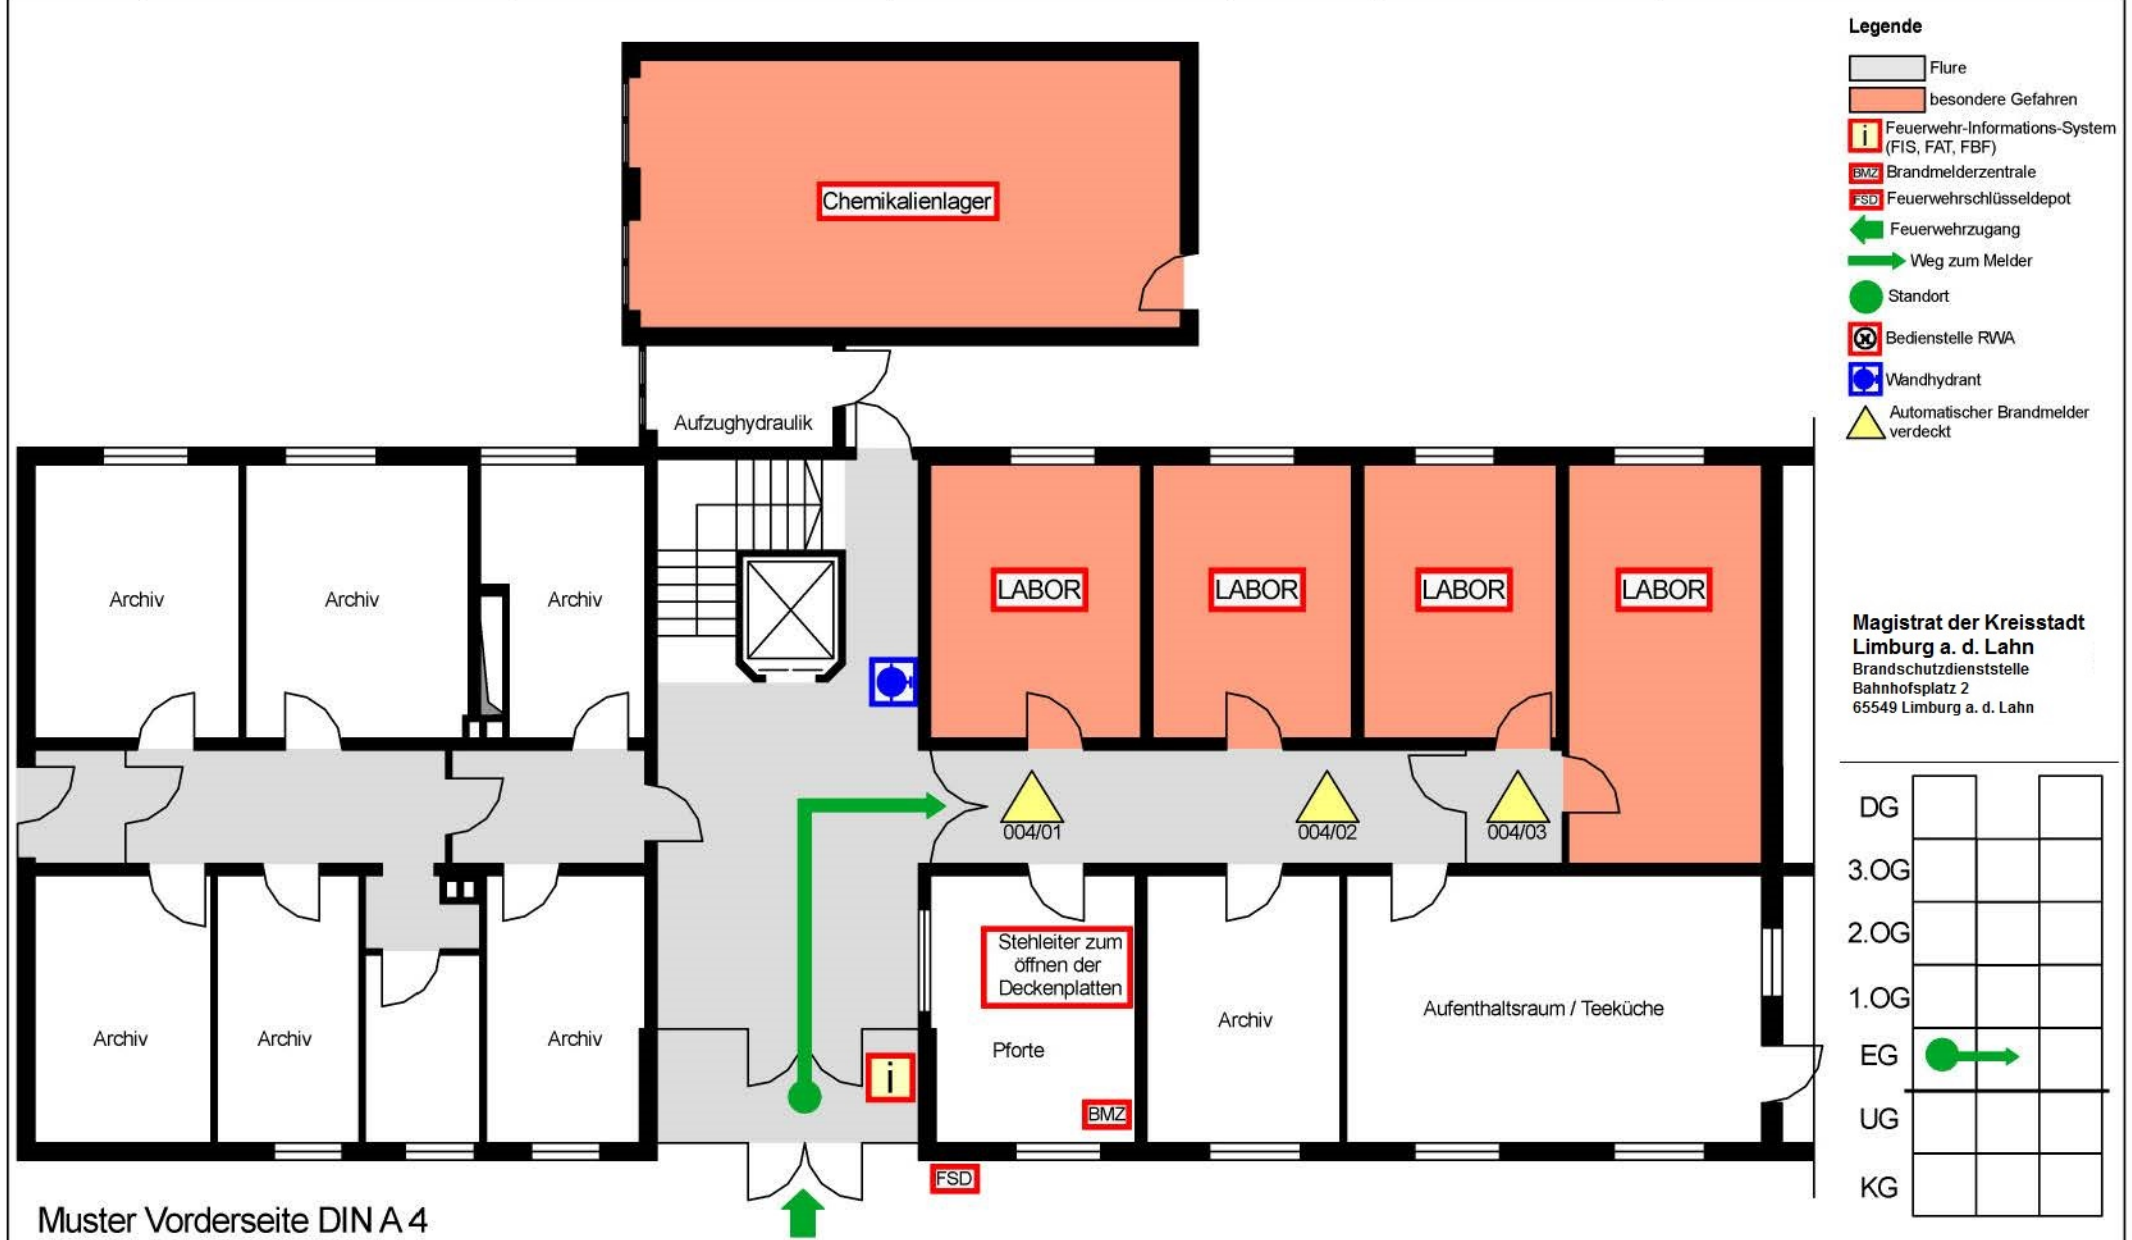 Legende
Flure
besondere Gefahren
i
Feuerwehr-Informations-System
(FIS, FAT, FBF)
BMZ
Brandmelderzentrale
FSD
Feuerwehrschlüsseldepot
Feuerwehrzugang
Weg zum Melder
Standort
Bedienstelle RWA
Wandhydrant
Automatischer Brandmelder
verdeckt
Chemikalienlager
Aufzughydraulik
Archiv
Archiv
Archiv
LABOR
LABOR
LABOR
LABOR
Magistrat der Kreisstadt
Limburg a. d. Lahn
Brandschutzdienststelle
Bahnhofsplatz 2
65549 Limburg a. d. Lahn
004/01
004/02
004/03
Stehleiter zum
öffnen der
Deckenplatten
Archiv
Archiv
Archiv
i
Pforte
BMZ
Archiv
Aufenthaltsraum / Teeküche
FSD
DG
3.OG
2.OG
1.OG
EG
UG
KG
Muster Vorderseite DIN A 4